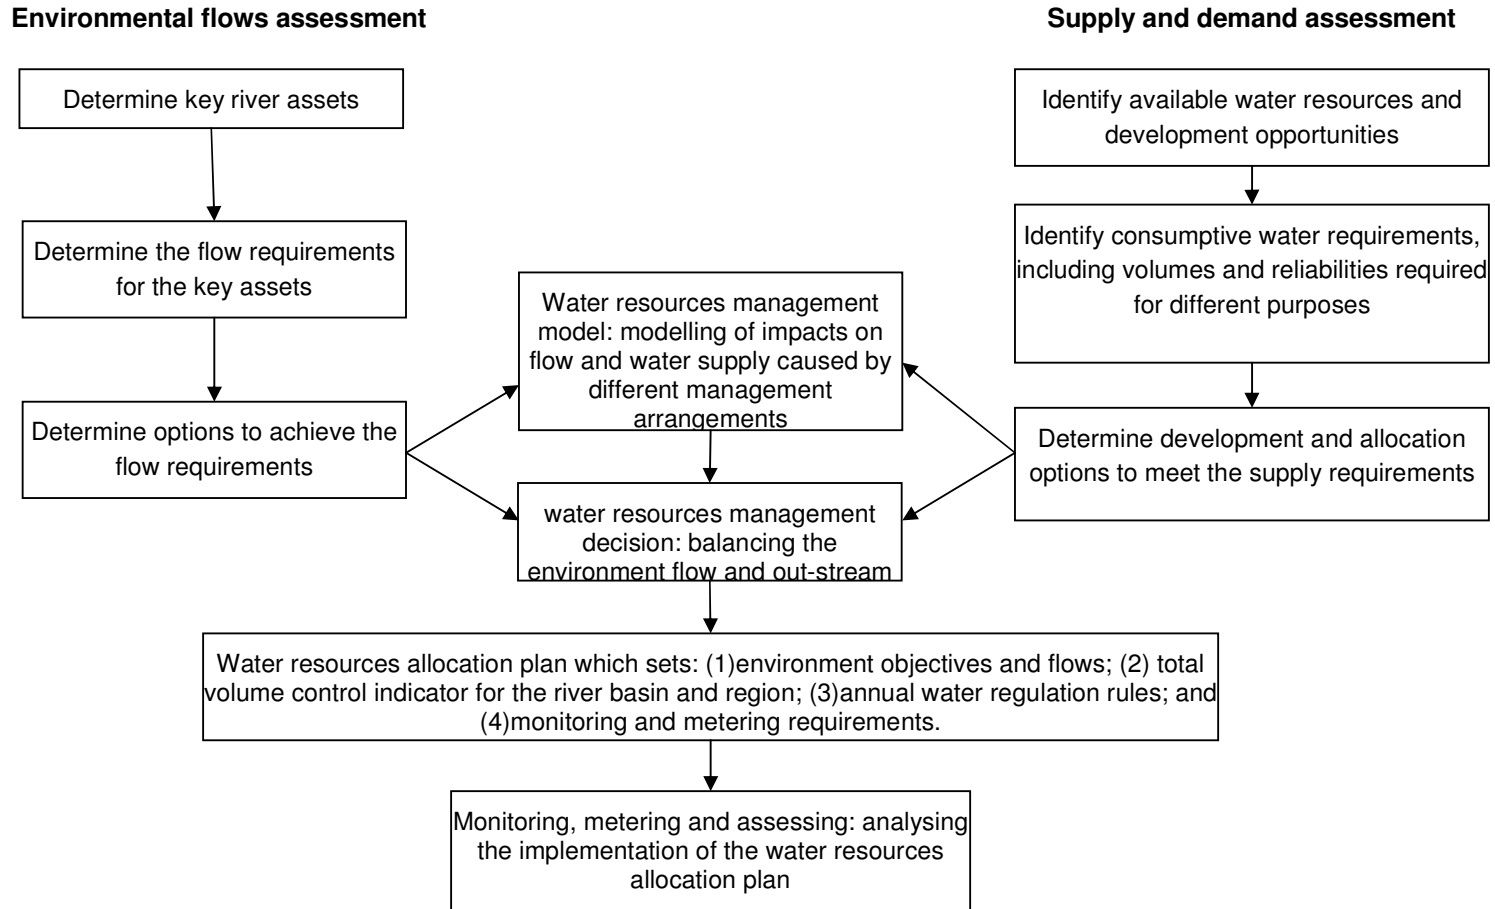 Environmental flows assessment
Supply and demand assessment
Determine key river assets
Determine the flow requirements
for the key assets
Determine options to achieve the
flow requirements
Identify available water resources and
development opportunities
Identify consumptive water requirements,
including volumes and reliabilities required
for different purposes
Determine development and allocation
options to meet the supply requirements
Water resources management
model: modelling of impacts on
flow and water supply caused by
different management
arrangements
water resources management
decision: balancing the
environment flow and out-stream
Water resources allocation plan which sets: (1)environment objectives and flows; (2) total
volume control indicator for the river basin and region; (3)annual water regulation rules; and
(4)monitoring and metering requirements.
Monitoring, metering and assessing: analysing
the implementation of the water resources
allocation plan